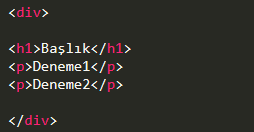 <div>
<h1>Başlık</h1>
<p>Deneme1</p>
<p>Deneme2</p>
</div>